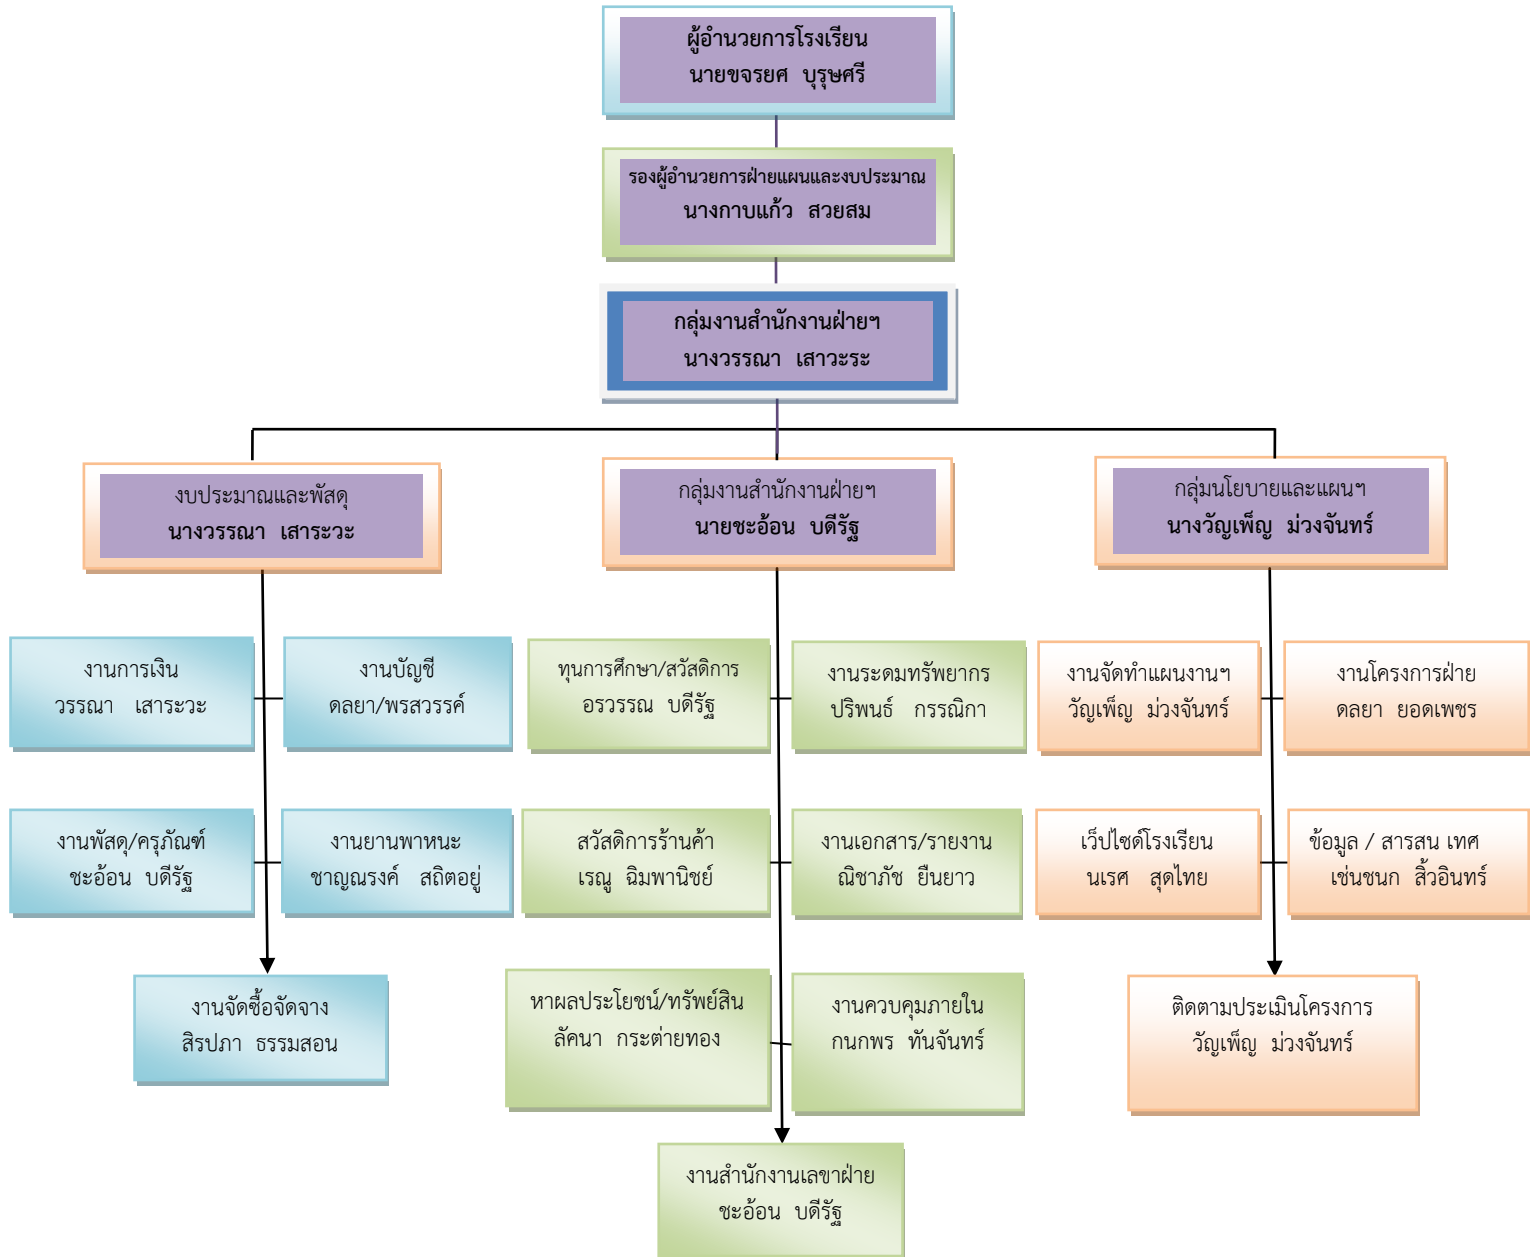 ผู้อำนวยการโรงเรียน
นายขจรยศ บุรุษศรี
รองผู้อำนวยการฝ่ายแผนและงบประมาณ
นางกาบแก้ว สวยสม
กลุ่มงานสำนักงานฝ่ายฯ
นางวรรณา เสาวะระ
งบประมาณและพัสดุ
นางวรรณา เสาระวะ
กลุ่มงานสำนักงานฝ่ายฯ
นายชะอ้อน บดีรัฐ
กลุ่มนโยบายและแผนฯ
นางวัญเพ็ญ ม่วงจันทร์
งานการเงิน
วรรณา เสาระวะ
งานบัญชี
ดลยา/พรสวรรค์
ทุนการศึกษา/สวัสดิการ
อรวรรณ บดีรัฐ
งานระดมทรัพยากร
ปริพนธ์ กรรณิกา
งานจัดทำแผนงานฯ
วัญเพ็ญ ม่วงจันทร์
งานโครงการฝ่าย
ดลยา ยอดเพชร
งานพัสดุ/ครุภัณฑ์
ชะอ้อน บดีรัฐ
งานยานพาหนะ
ชาญณรงค์ สถิตอยู่
สวัสดิการร้านค้า
เรณู ฉิมพานิชย์
งานเอกสาร/รายงาน
ณิชาภัช ยืนยาว
เว็ปไซด์โรงเรียน
นเรศ สุดไทย
ข้อมูล / สารสน เทศ
เช่นชนก สิ้วอินทร์
งานจัดซื้อจัดจาง
สิรปภา ธรรมสอน
หาผลประโยชน์/ทรัพย์สิน
ลัคนา กระต่ายทอง
งานควบคุมภายใน
กนกพร ทันจันทร์
ติดตามประเมินโครงการ
วัญเพ็ญ ม่วงจันทร์
งานสำนักงานเลขาฝ่าย
ชะอ้อน บดีรัฐ